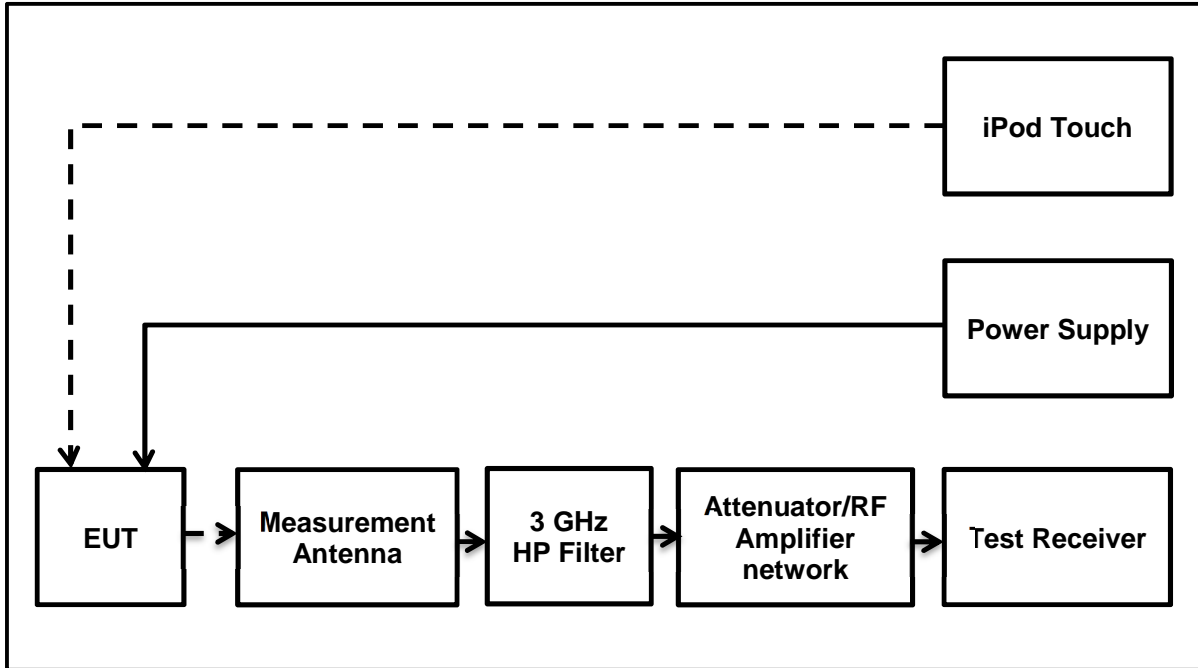 iPod Touch
Power Supply
EUT
Measurement
Antenna
3 GHz
HP Filter
Attenuator/RF
Amplifier
network
Test Receiver